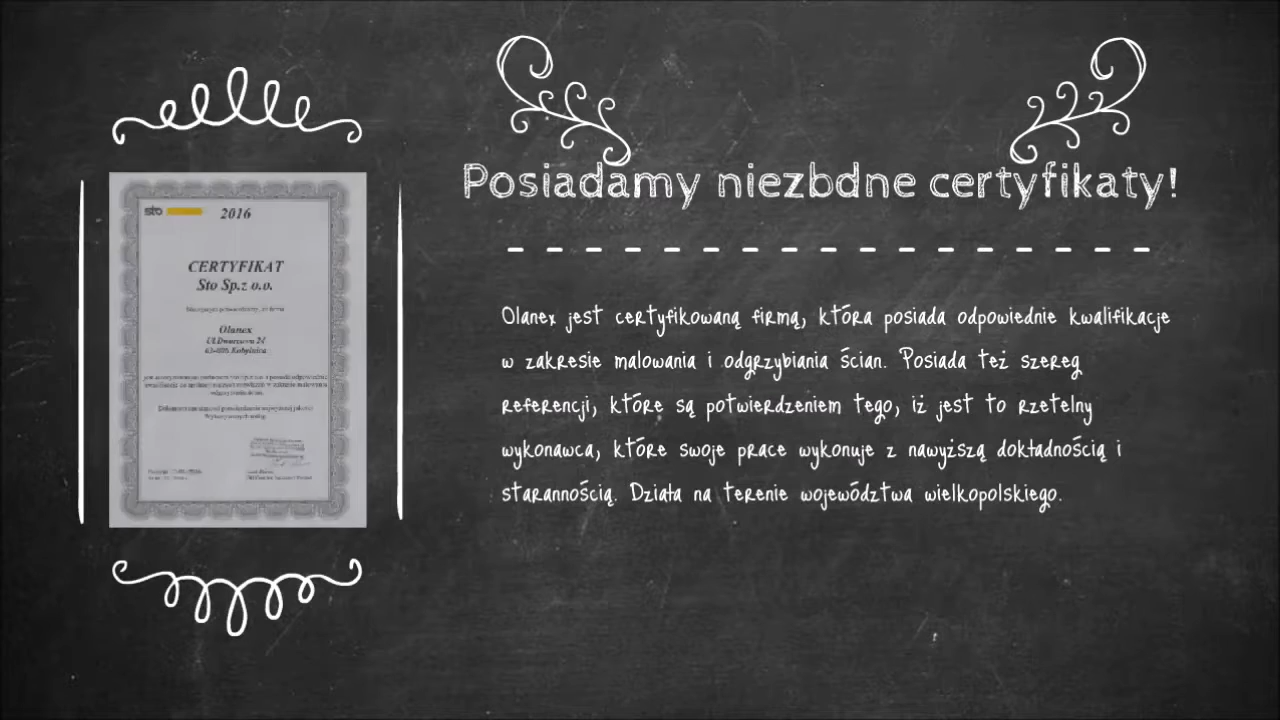 Posiadamy niezbdne certyfikaty!
Olanex jest certyfikowaną firmą, która posiada odpowiednie kwalifikacje
w zakresie malowania i odgrzybiania ścian. Posiada też szereg
referencji, które są potwierdzeniem tego, iż jest to rzetelny
wykonawca, które swoje prace wykonuje z nawyższą dokładnością i
starannością. Działa na terenie województwa wielkopolskiego.
sto
2016
CERTYFIKAT
Sto Sp.z o.o.
Olanex